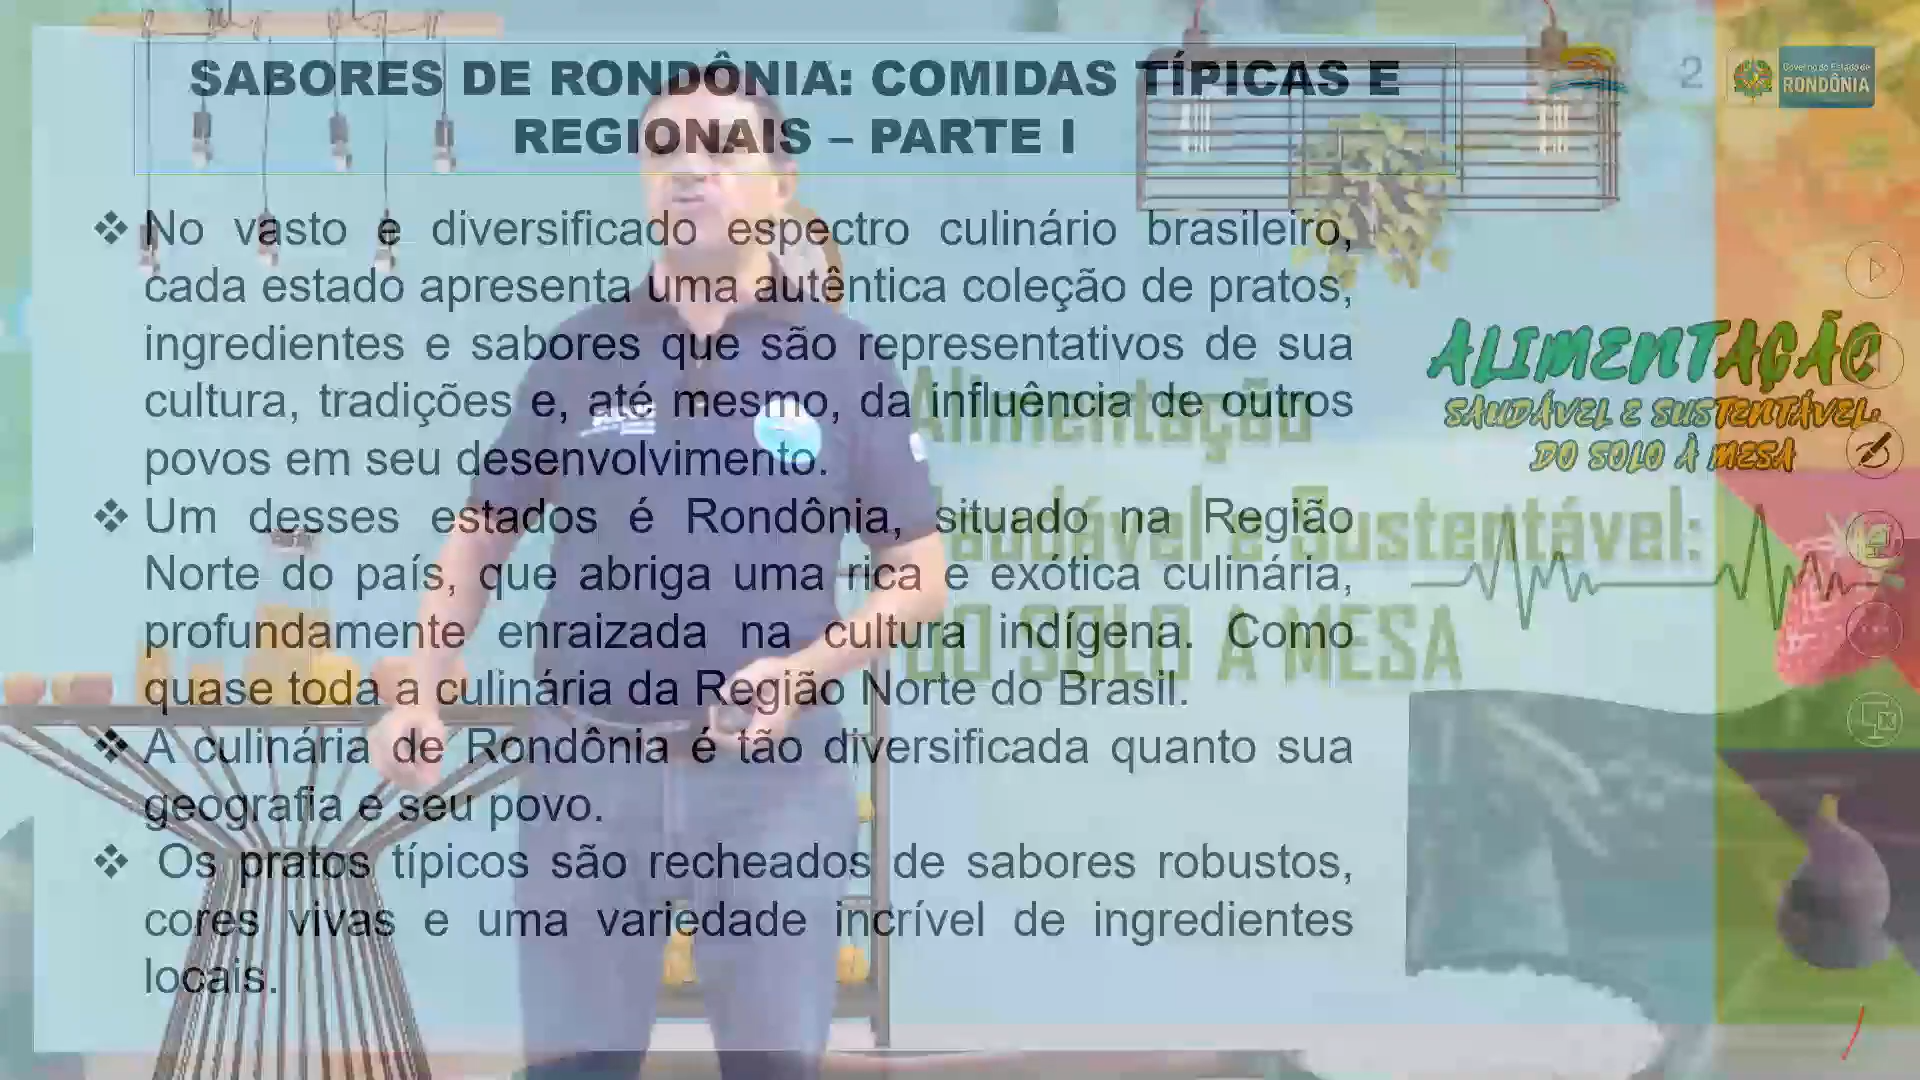 SABORES DE RONDÔNIA: COMIDAS TÍPICAS E
REGIONAIS – PARTE I
2
Governo do Estado de
RONDÔNIA
❖ No vasto e diversificado espectro culinário brasileiro,
cada estado apresenta uma autêntica coleção de pratos,
ingredientes e sabores que são representativos de sua
cultura, tradições e, até mesmo, da influência de outros
povos em seu desenvolvimento.
❖ Um desses estados é Rondônia, situado na Região
Norte do país, que abriga uma rica e exótica culinária,
profundamente enraizada na cultura indígena. Como
quase toda a culinária da Região Norte do Brasil.
❖ A culinária de Rondônia é tão diversificada quanto sua
geografia e seu povo.
❖ Os pratos típicos são recheados de sabores robustos,
cores vivas e uma variedade incrível de ingredientes
locais.
ALIMENTAÇÃO
SAUDÁVEL E SUSTENTÁVEL:
DO SOLO À MESA
Alimentação
Saudável e Sustentável:
DO SOLO A MESA